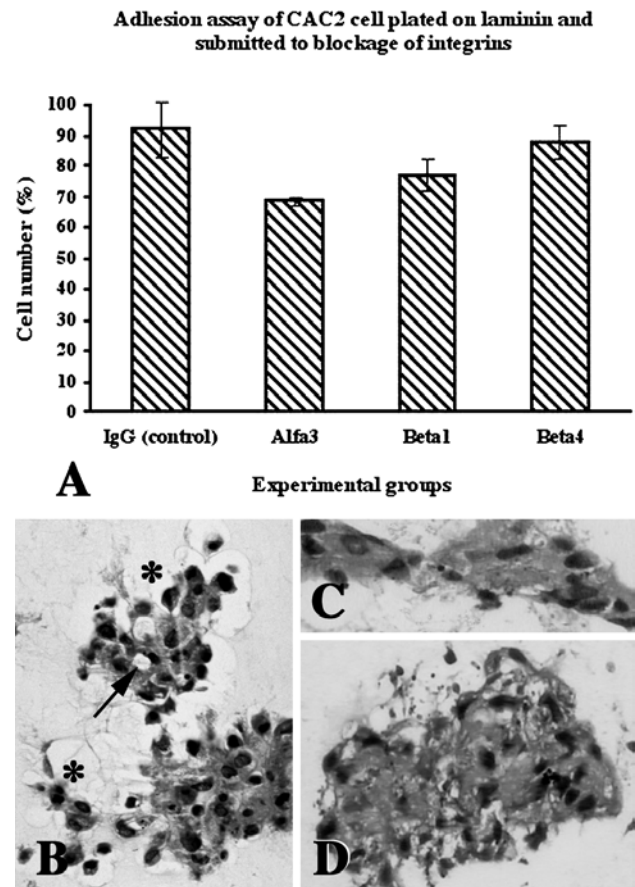 Adhesion assay of CAC2 cell plated on laminin and
submitted to blockage of integrins
Cell number (%)
100
90
80
70
60
50
40
30
20
10
0
IgG (control) Alfa3 Beta1 Beta4
A Experimental groups
*
*
B
C
D